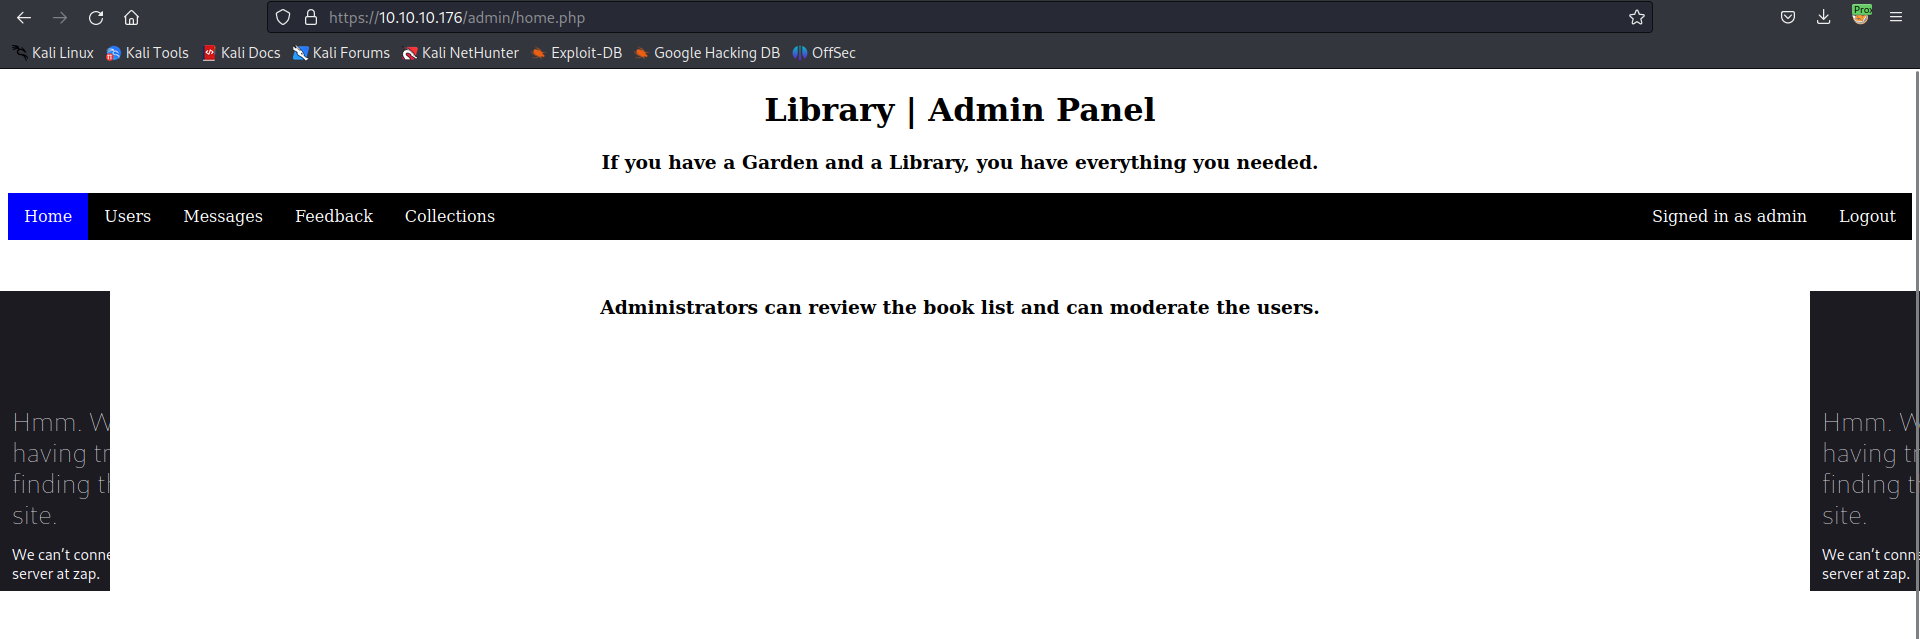 https://10.10.10.176/admin/home.php
Prox
Kali Linux Kali Tools Kali Docs Kali Forums Kali NetHunter Exploit-DB Google Hacking DB OffSec
Library | Admin Panel
If you have a Garden and a Library, you have everything you needed.
Home Users Messages Feedback Collections Signed in as admin Logout
Administrators can review the book list and can moderate the users.
Hmm. W
having tr
finding th
site.
We can’t conne
server at zap.
Hmm. W
having tr
finding t
site.
We can’t conn
server at zap.